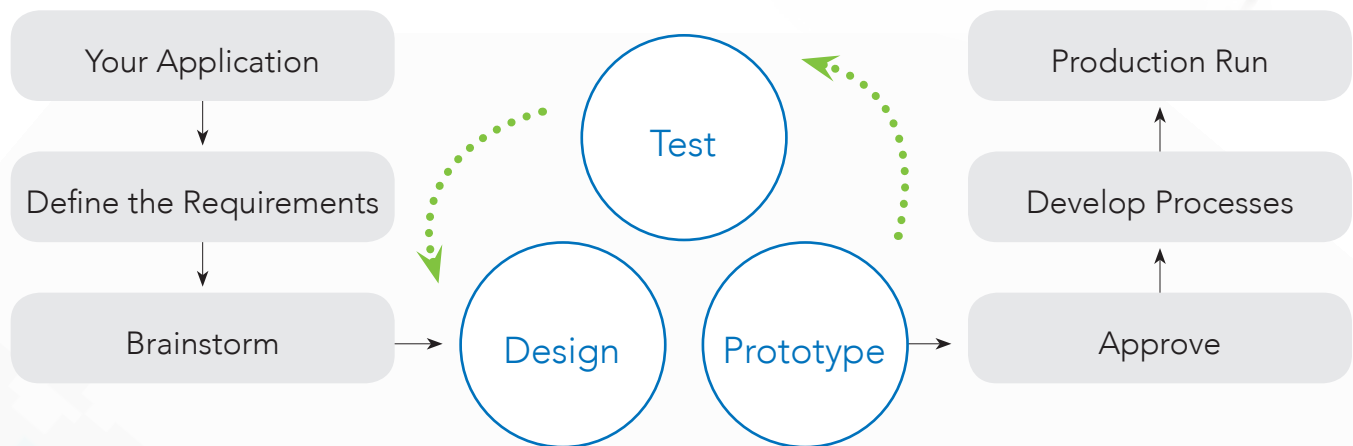 Your Application
Define the Requirements
Brainstorm
Design
Test
Prototype
Approve
Develop Processes
Production Run